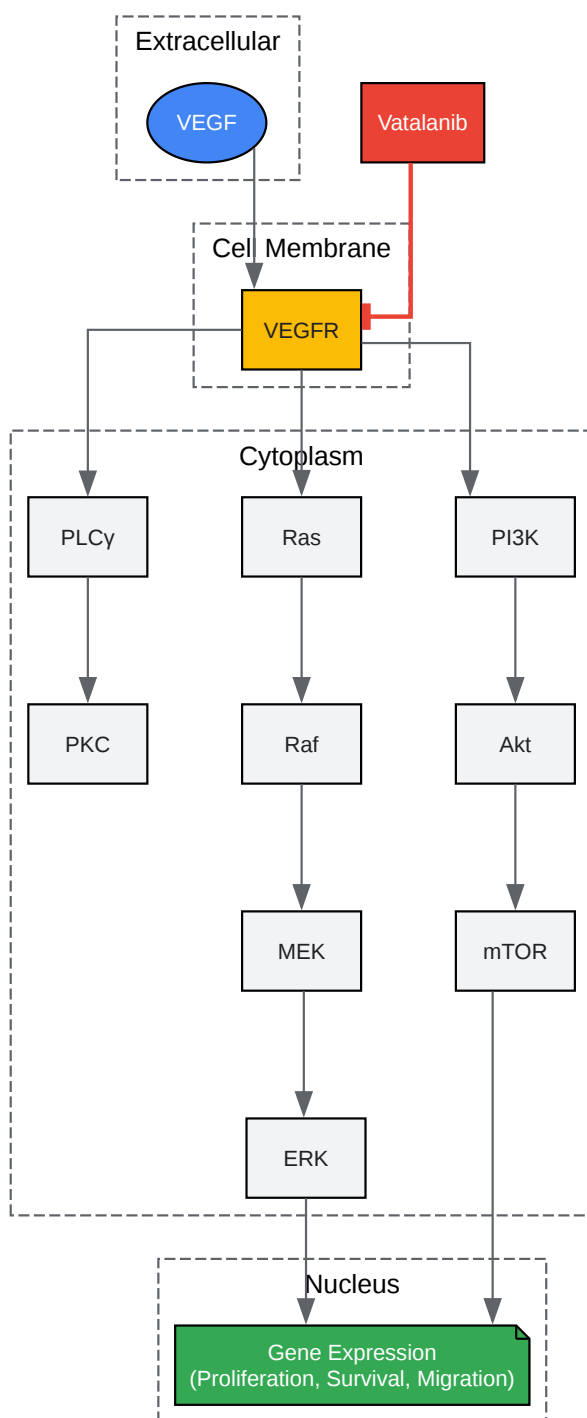 Extracellular
VEGF
Vatalanib
Cell Membrane
VEGFR
Cytoplasm
PLCγ
Ras
PI3K
PKC
Raf
Akt
MEK
mTOR
ERK
Nucleus
Gene Expression
(Proliferation, Survival, Migration)